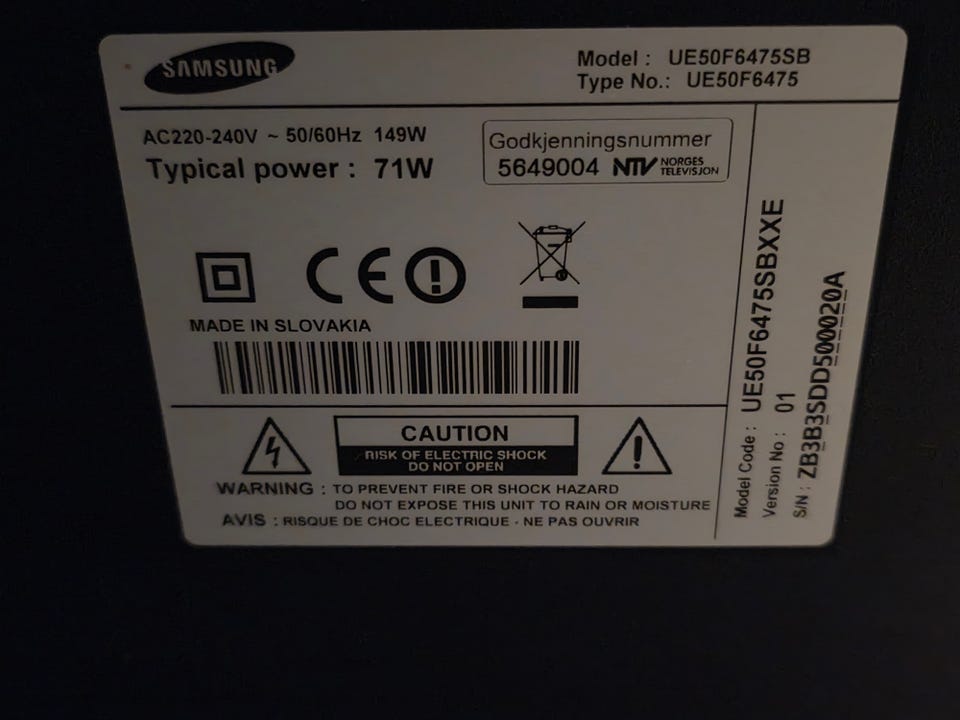 SAMSUNG
Model : UE50F6475SB
Type No.: UE50F6475
AC220-240V ~ 50/60Hz 149W
Typical power : 71W
Godkjenningsnummer
5649004 NTV NORGES TELEVISJON
CE
MADE IN SLOVAKIA
CAUTION
RISK OF ELECTRIC SHOCK
DO NOT OPEN
WARNING : TO PREVENT FIRE OR SHOCK HAZARD
DO NOT EXPOSE THIS UNIT TO RAIN OR MOISTURE
AVIS : RISQUE DE CHOC ELECTRIQUE - NE PAS OUVRIR
Model Code : UE50F6475SBXXE
Version No : 01
S/N : ZB3B3SDD500020A